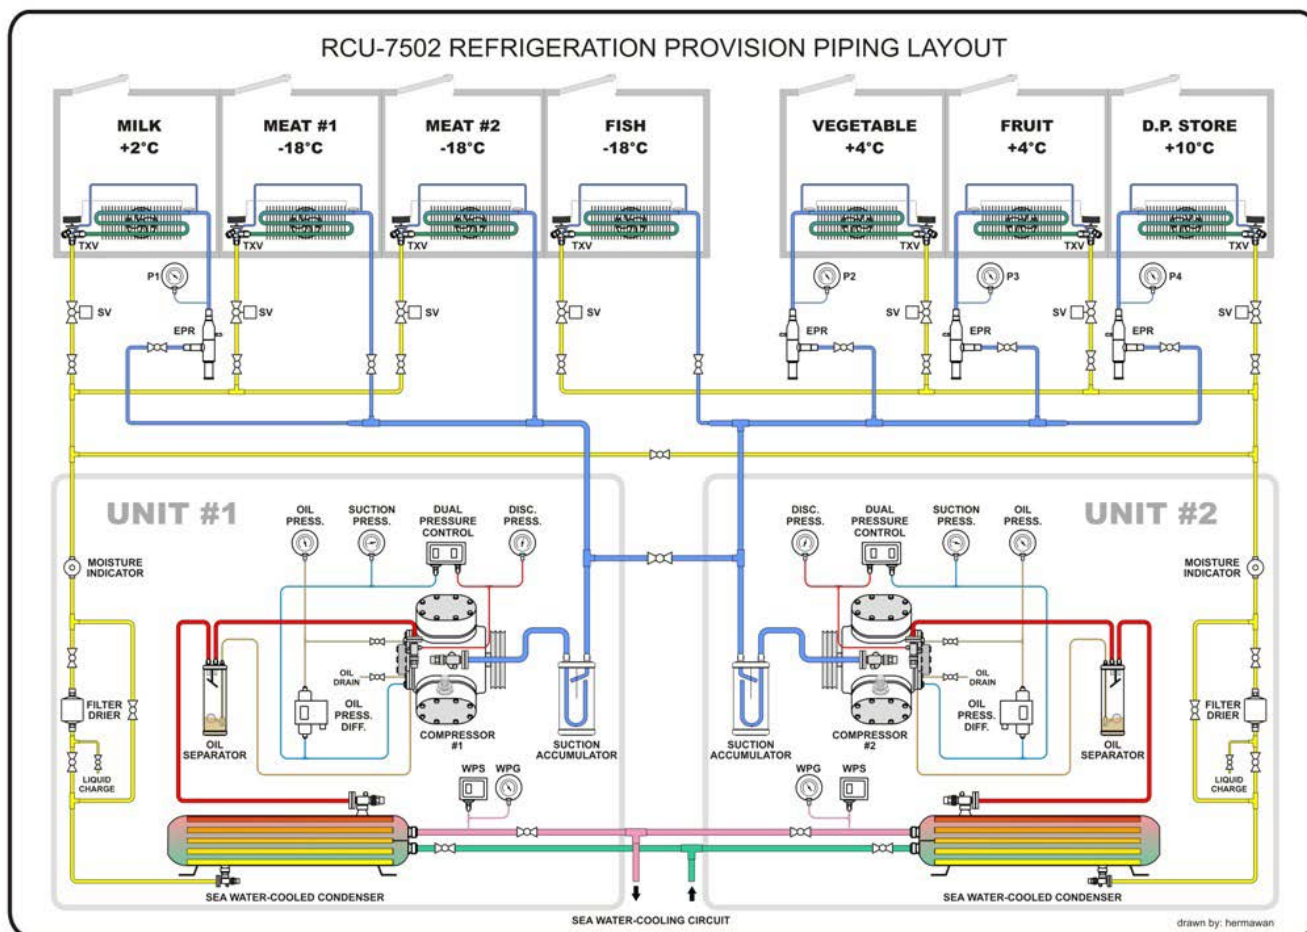 RCU-7502 REFRIGERATION PROVISION PIPING LAYOUT
MILK
+2°C
MEAT #1
-18°C
MEAT #2
-18°C
FISH
-18°C
VEGETABLE
+4°C
FRUIT
+4°C
D.P. STORE
+10°C
TXV
TXV
TXV
TXV
TXV
TXV
TXV
P1
P2
P3
P4
SV
SV
SV
SV
SV
SV
SV
EPR
EPR
EPR
EPR
UNIT #1
OIL
PRESS.
SUCTION
PRESS.
DUAL
PRESSURE
CONTROL
DISC.
PRESS.
MOISTURE
INDICATOR
FILTER
DRIER
LIQUID
CHARGE
OIL
SEPARATOR
OIL
DRAIN
OIL
PRESS.
DIFF.
COMPRESSOR
#1
SUCTION
ACCUMULATOR
WPS
WPG
SEA WATER-COOLED CONDENSER
UNIT #2
DISC.
PRESS.
DUAL
PRESSURE
CONTROL
SUCTION
PRESS.
OIL
PRESS.
MOISTURE
INDICATOR
SUCTION
ACCUMULATOR
COMPRESSOR
#2
OIL
DRAIN
OIL
PRESS.
DIFF.
OIL
SEPARATOR
FILTER
DRIER
LIQUID
CHARGE
WPG
WPS
SEA WATER-COOLED CONDENSER
SEA WATER-COOLING CIRCUIT
drawn by: hermawan